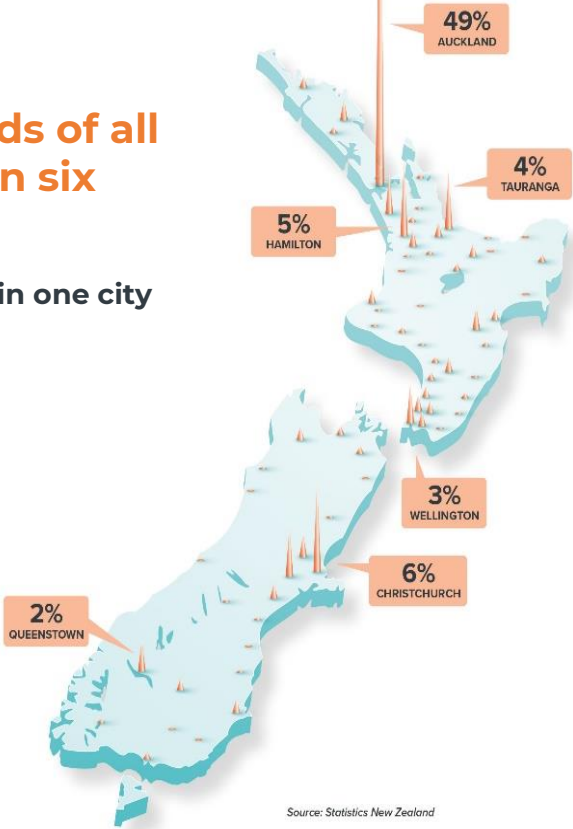 49%
AUCKLAND
ds of all
n six
4%
TAURANGA
5%
HAMILTON
in one city
3%
WELLINGTON
6%
CHRISTCHURCH
2%
QUEENSTOWN
Source: Statistics New Zealand